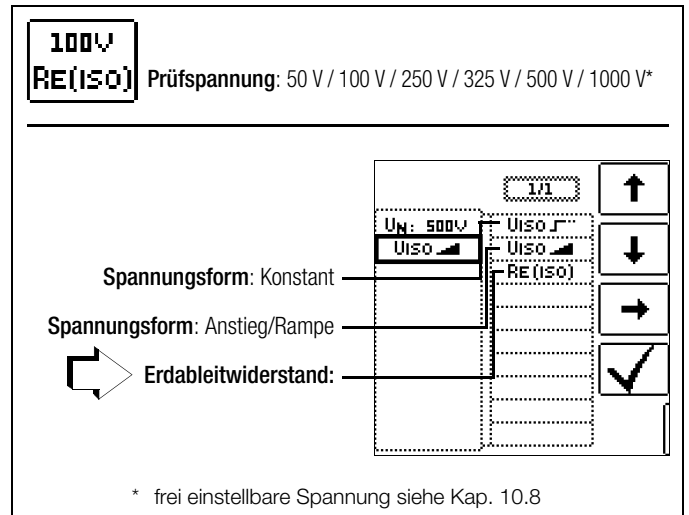 100V
RE(ISO) Prüfspannung: 50 V / 100 V / 250 V / 325 V / 500 V / 1000 V*
1/1
UN: 500V UISO
UISO UISO
Spannungsform: Konstant RE(ISO)
Spannungsform: Anstieg/Rampe
Erdableitwiderstand:
* frei einstellbare Spannung siehe Kap. 10.8